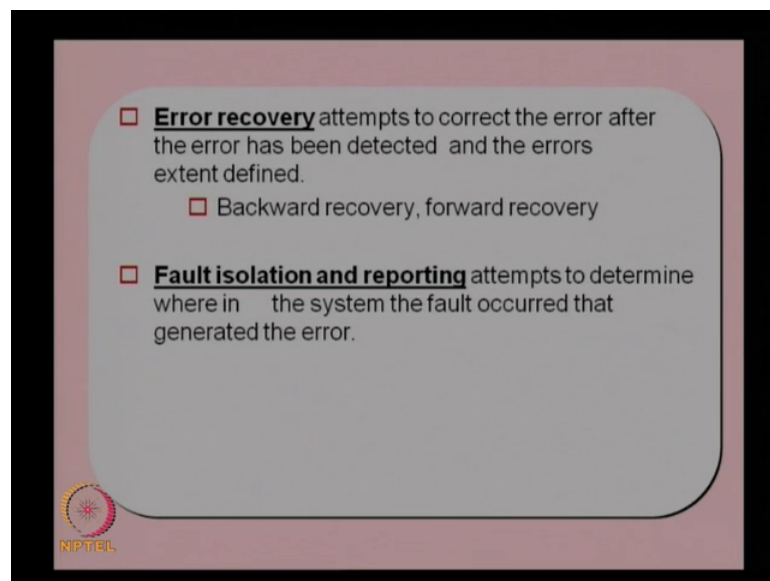 Error recovery attempts to correct the error after
the error has been detected and the errors
extent defined.
Backward recovery, forward recovery
Fault isolation and reporting attempts to determine
where in the system the fault occurred that
generated the error.
NPTEL